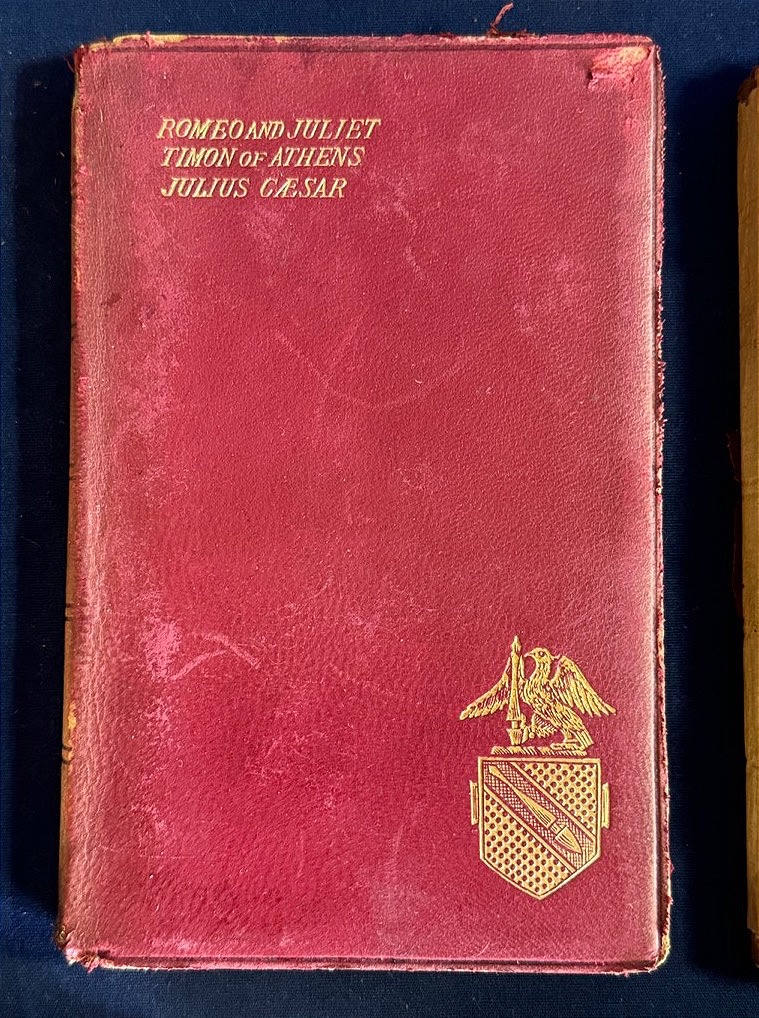 ROMEO AND JULIET
TIMON OF ATHENS
JULIUS CÆSAR